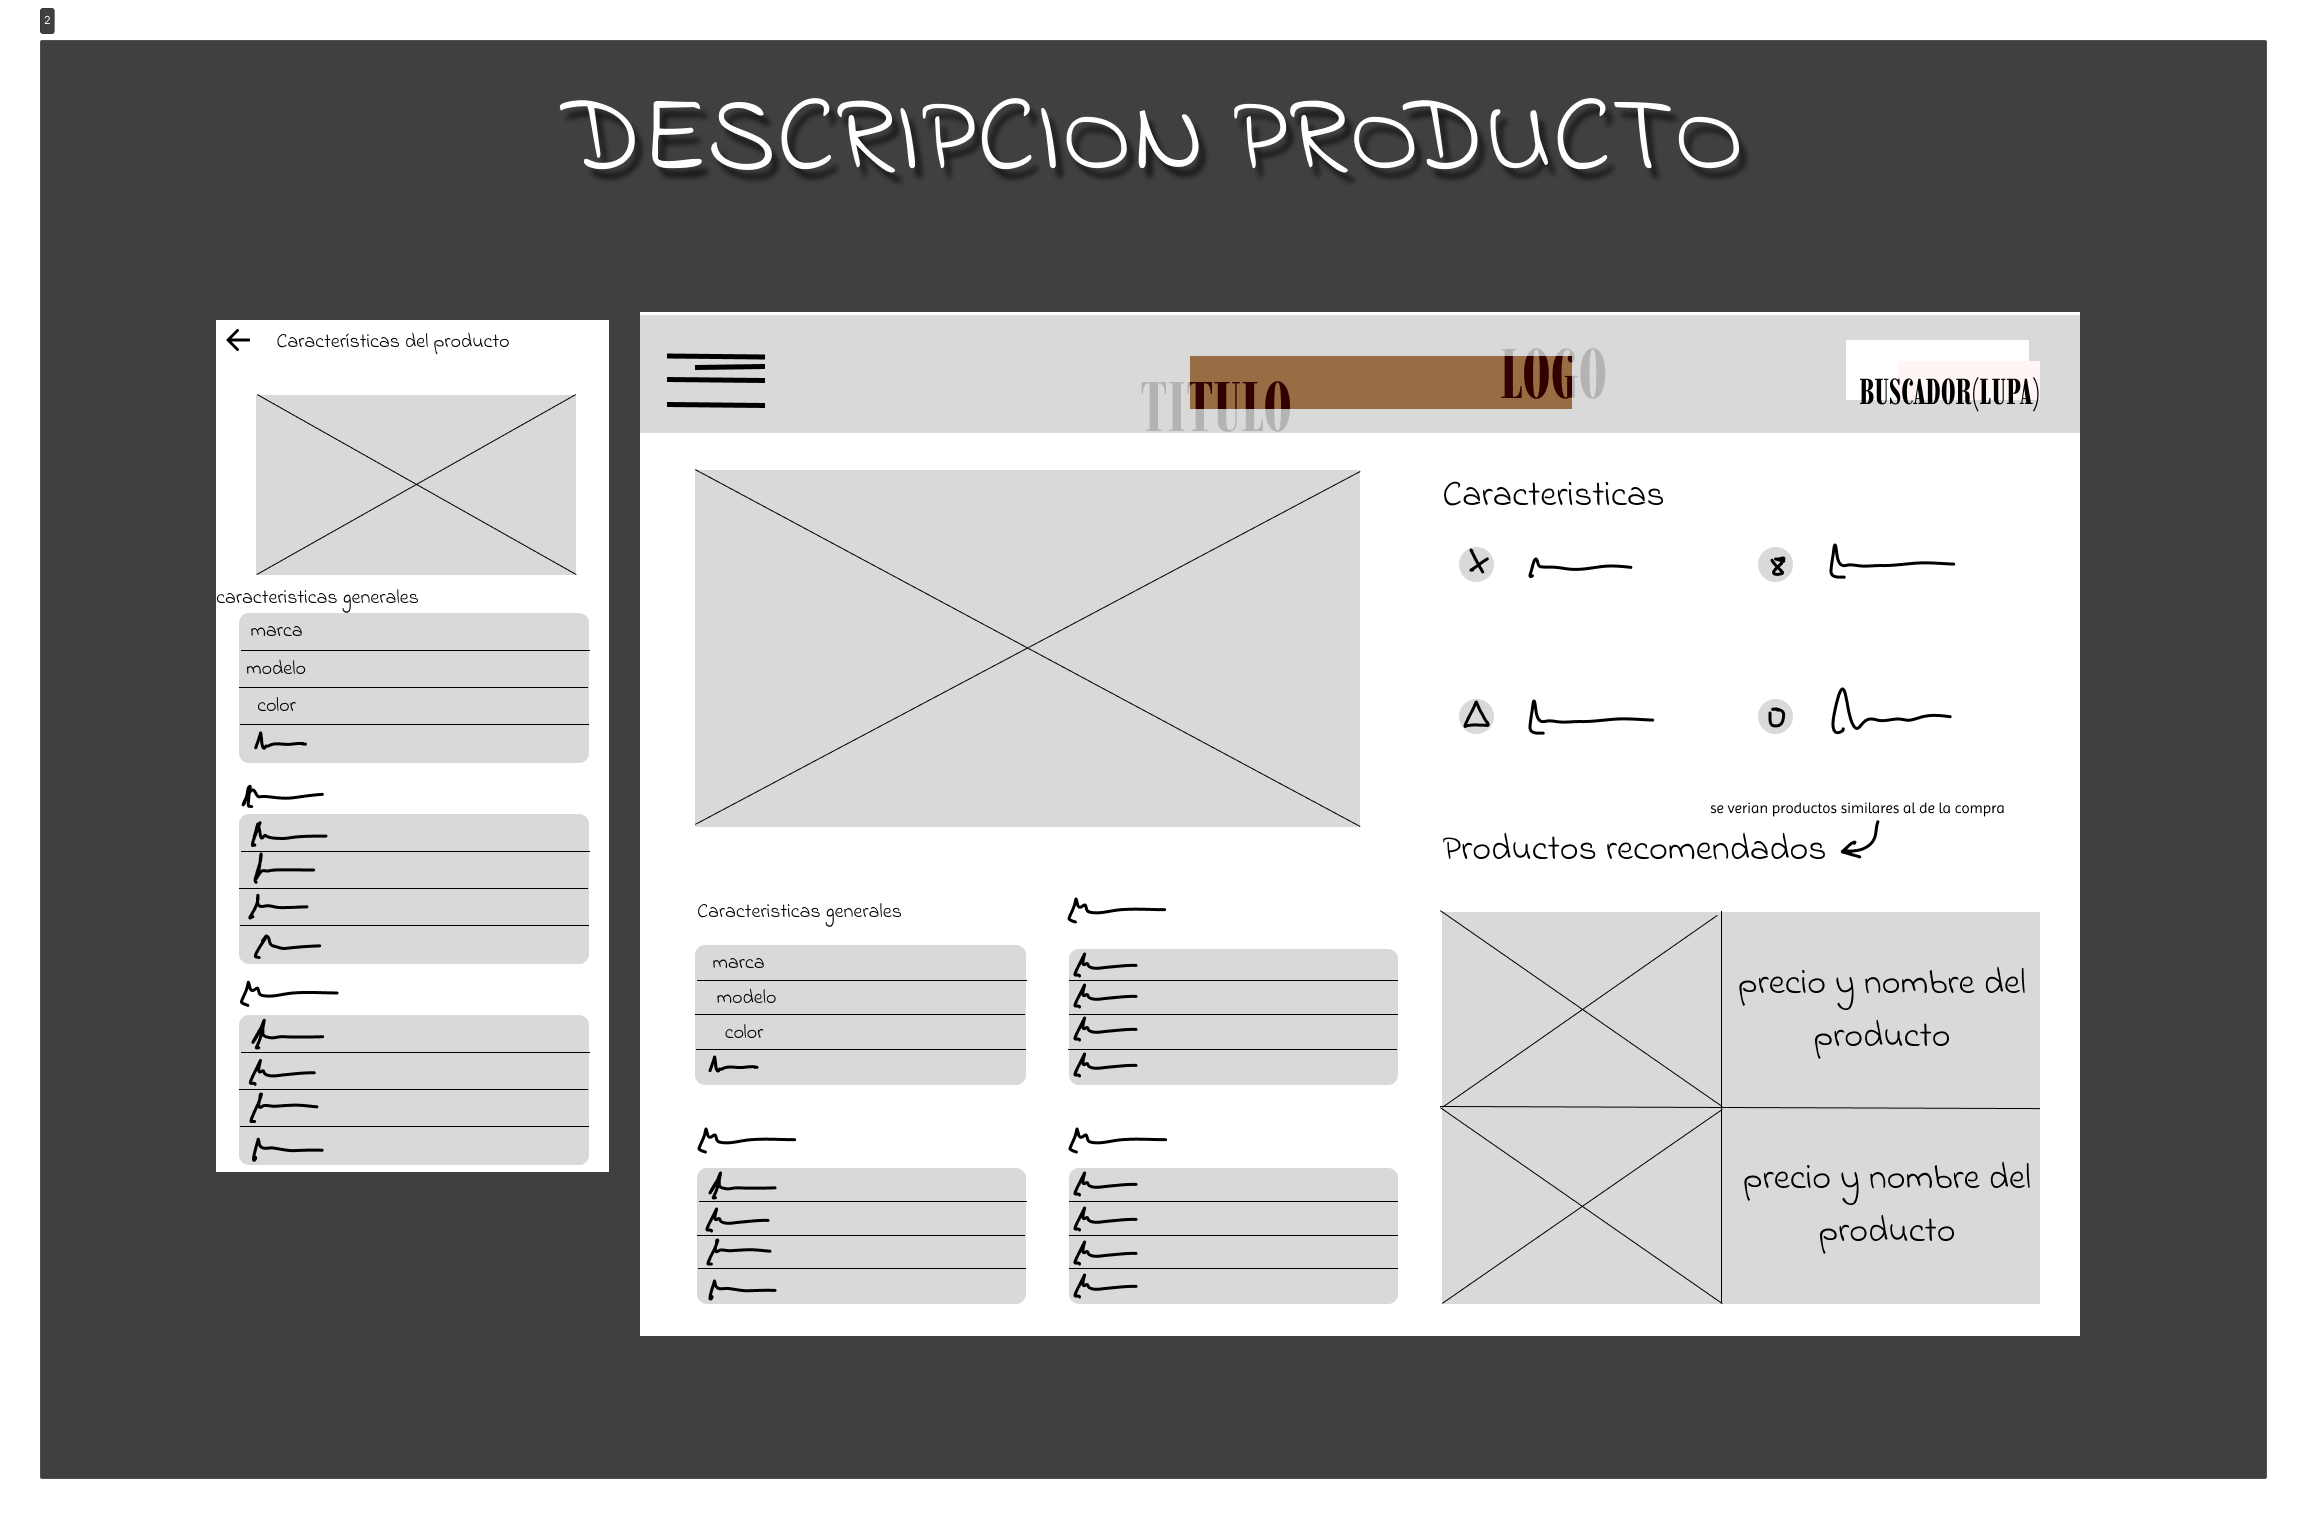 2
DESCRIPCION PRODUCTO
Características del producto
caracteristicas generales
marca
modelo
color
TITULO
LOGO
BUSCADOR(LUPA)
Caracteristicas
se verian productos similares al de la compra
Productos recomendados
Caracteristicas generales
marca
modelo
color
precio y nombre del
producto
precio y nombre del
producto